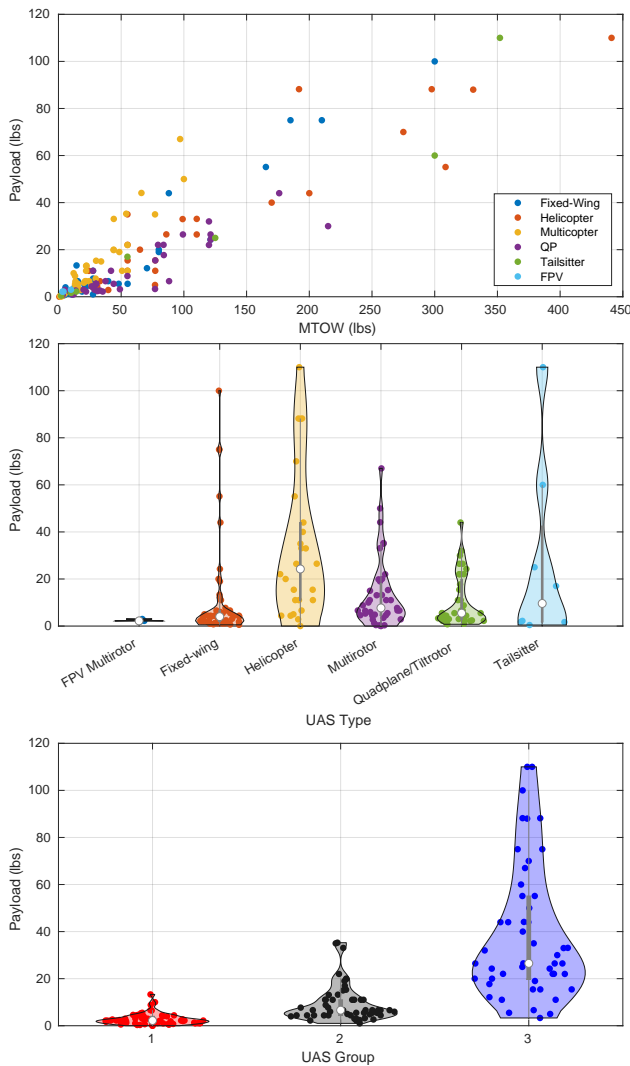 120
100
80
60
40
20
0
Payload (lbs)
0 50 100 150 200 250 300 350 400 450
MTOW (lbs)
Fixed-Wing
Helicopter
Multicopter
QP
Tailsitter
FPV
120
100
80
60
40
20
0
Payload (lbs)
FPV Multirotor
Fixed-wing
Helicopter
Multirotor
Quadplane/Tiltrotor
Tailsitter
UAS Type
120
100
80
60
40
20
0
Payload (lbs)
1 2 3
UAS Group